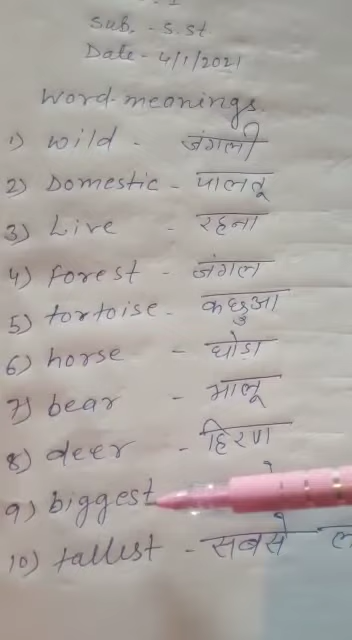 Sub. - S.St.
Date - 4/1/2021
Word-meanings.
1) wild - जंगली
2) Domestic - पालतू
3) Live - रहना
4) Forest - जंगल
5) tortoise - कछुआ
6) horse - घोड़ा
7) bear - भालू
8) deer - हिरण
9) biggest
10) tallest - सबसे